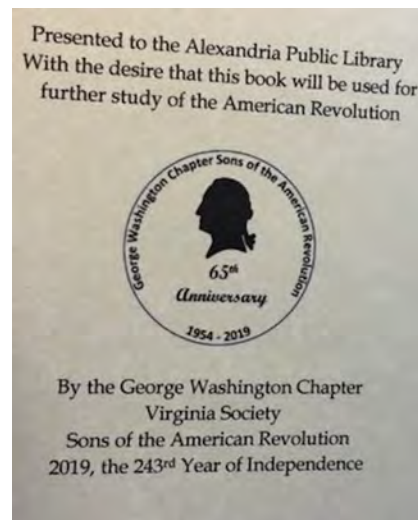 Presented to the Alexandria Public Library
With the desire that this book will be used for
further study of the American Revolution
George Washington Chapter Sons of the American Revolution
65th
Anniversary
1954 - 2019
By the George Washington Chapter
Virginia Society
Sons of the American Revolution
2019, the 243rd Year of Independence